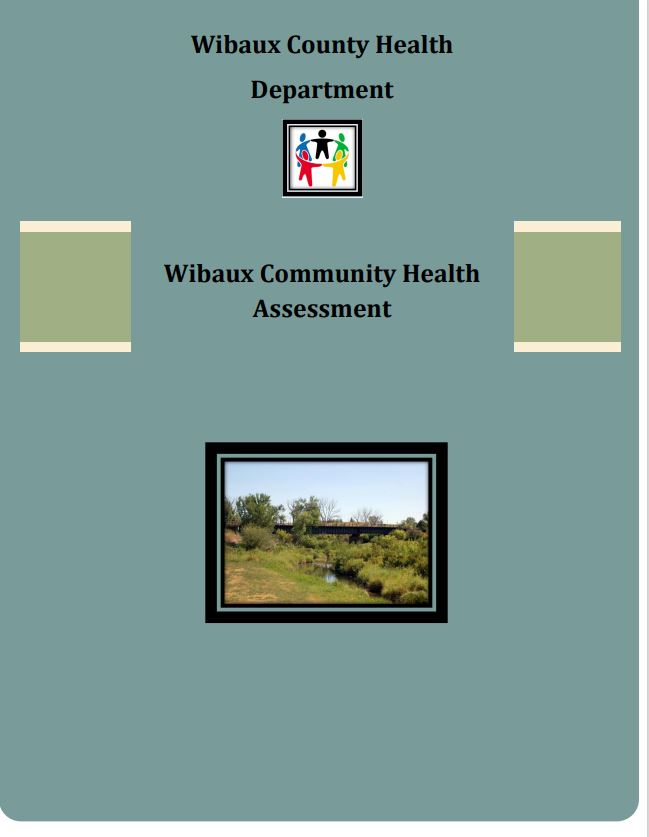 Wibaux County Health
Department
Wibaux Community Health
Assessment